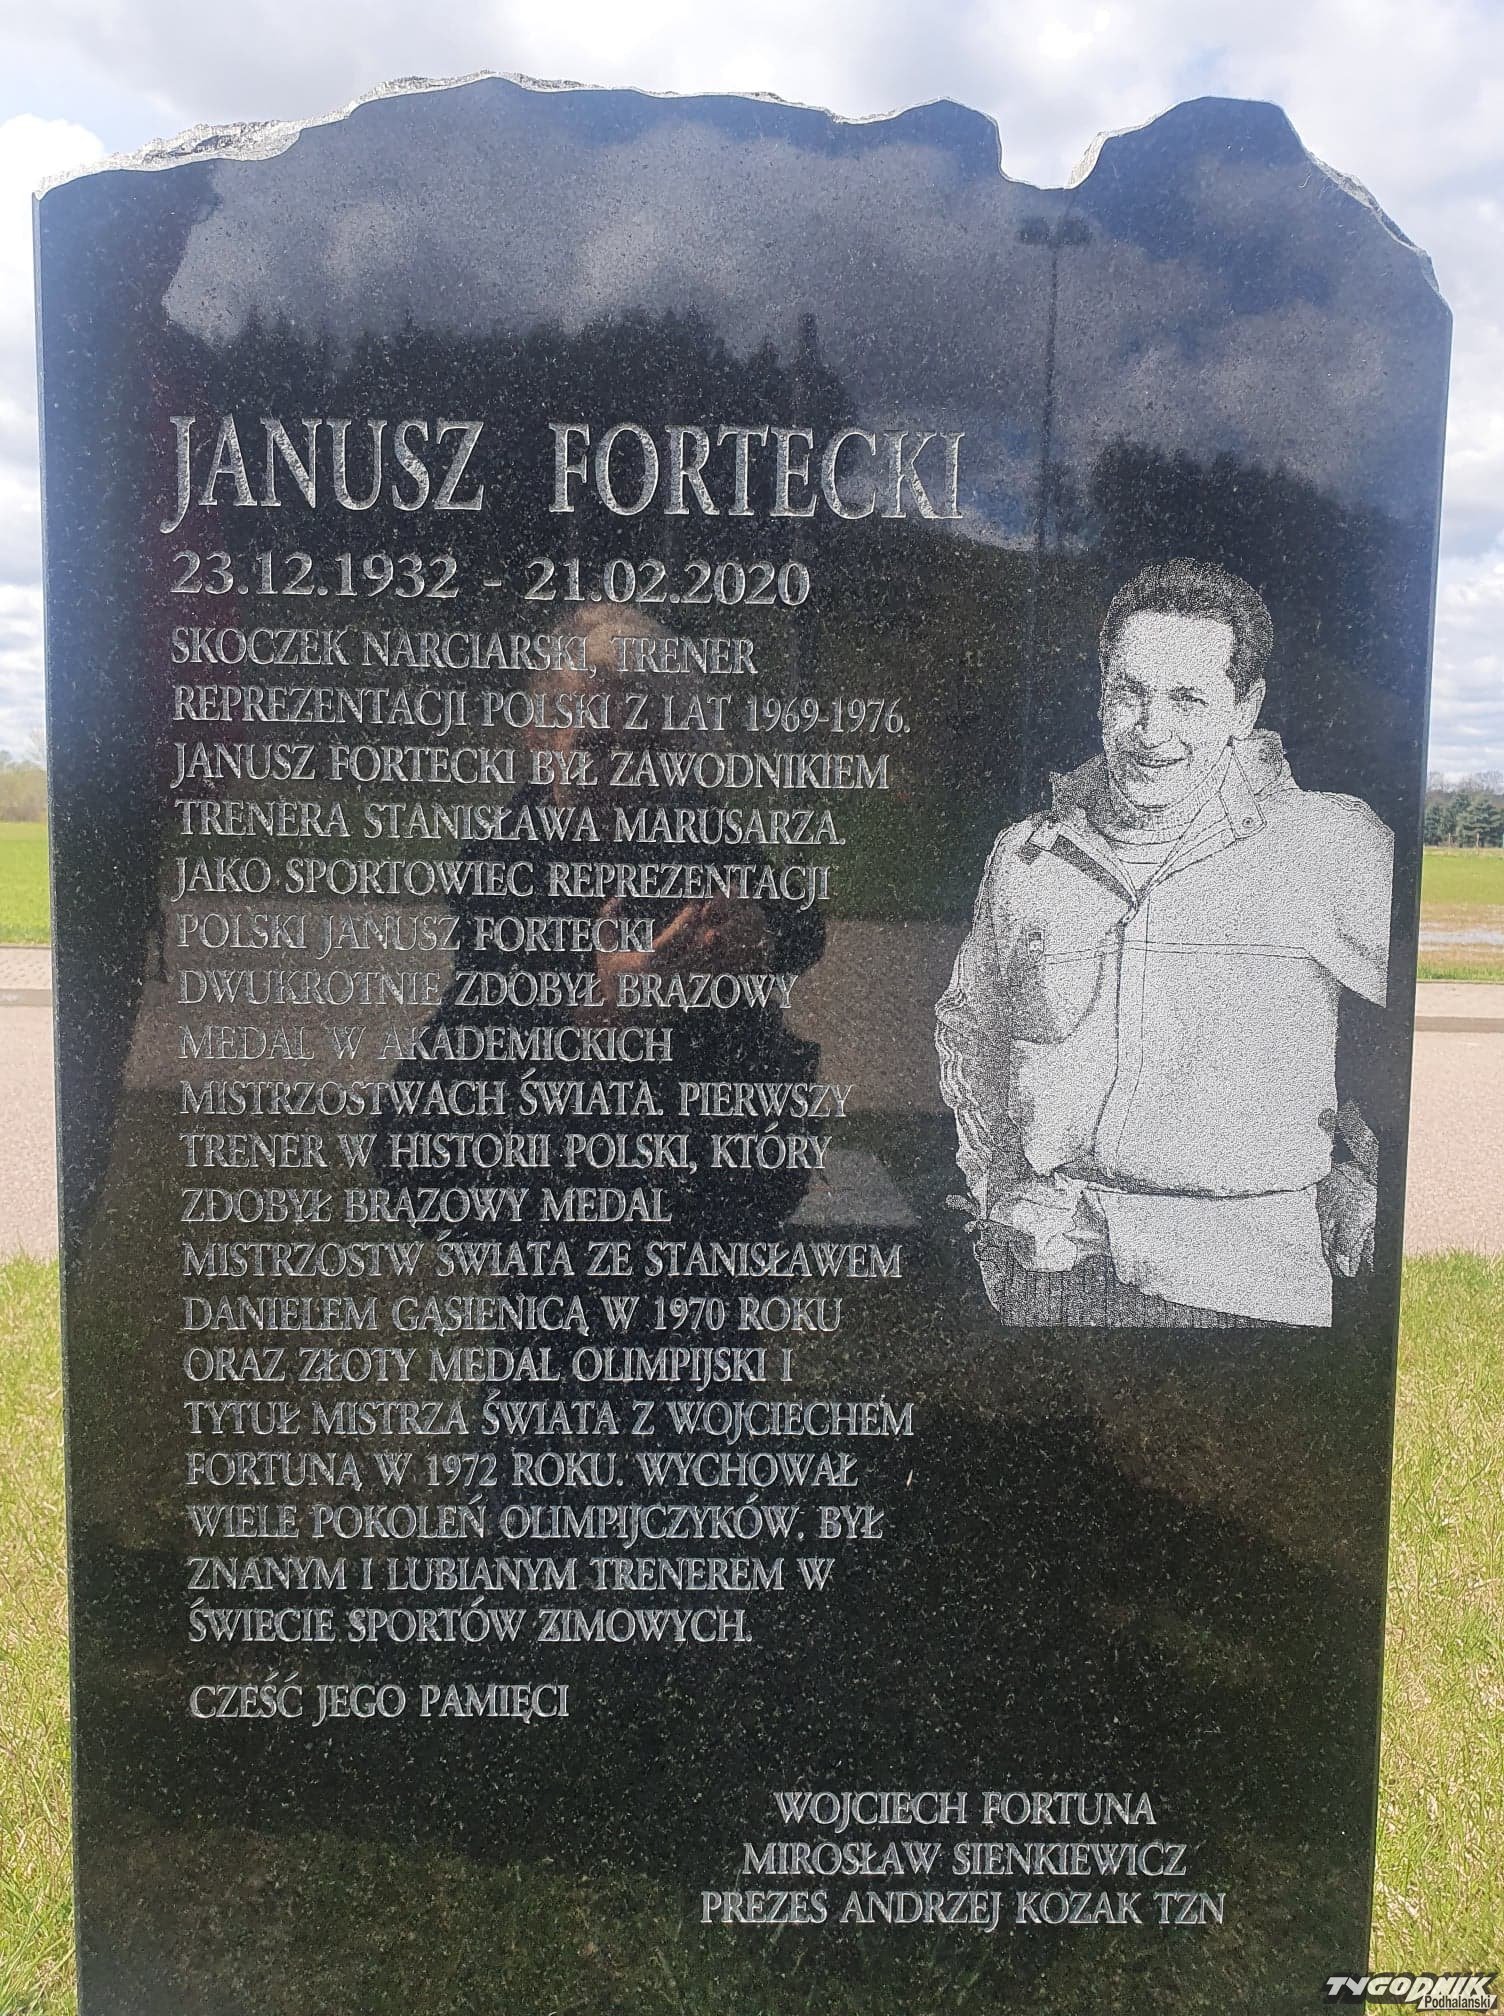 JANUSZ FORTECKI
23.12.1932 - 21.02.2020
SKOCZEK NARCIARSKI, TRENER
REPREZENTACJI POLSKI Z LAT 1969-1976.
JANUSZ FORTECKI BYŁ ZAWODNIKIEM
TRENERA STANISŁAWA MARUSARZA.
JAKO SPORTOWIEC REPREZENTACJI
POLSKI JANUSZ FORTECKI
DWUKROTNIE ZDOBYŁ BRĄZOWY
MEDAL W AKADEMICKICH
MISTRZOSTWACH ŚWIATA. PIERWSZY
TRENER W HISTORII POLSKI, KTÓRY
ZDOBYŁ BRĄZOWY MEDAL
MISTRZOSTW ŚWIATA ZE STANISŁAWEM
DANIELEM GĄSIENICĄ W 1970 ROKU
ORAZ ZŁOTY MEDAL OLIMPIJSKI I
TYTUŁ MISTRZA ŚWIATA Z WOJCIECHEM
FORTUNĄ W 1972 ROKU. WYCHOWAŁ
WIELE POKOLEŃ OLIMPIJCZYKÓW. BYŁ
ZNANYM I LUBIANYM TRENEREM W
ŚWIECIE SPORTÓW ZIMOWYCH.
CZEŚĆ JEGO PAMIĘCI
WOJCIECH FORTUNA
MIROSŁAW SIENKIEWICZ
PREZES ANDRZEJ KOZAK TZN
TYGODNIK
Podhalański